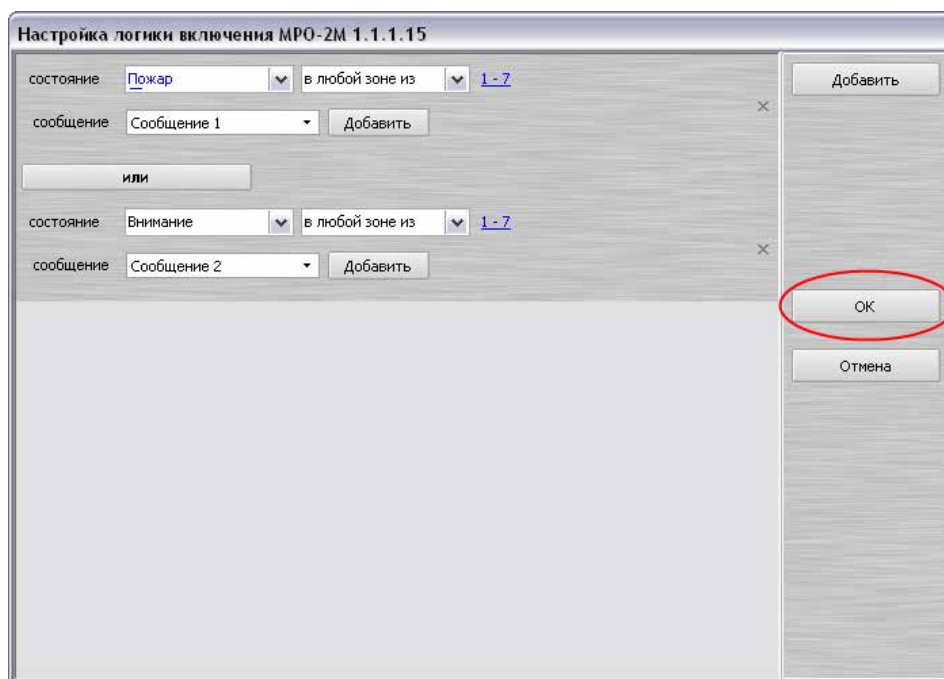 Настройка логики включения МРО-2М 1.1.1.15
состояние Пожар в любой зоне из 1 - 7 Добавить
сообщение Сообщение 1 Добавить
или
состояние Внимание в любой зоне из 1 - 7
сообщение Сообщение 2 Добавить
ОК
Отмена